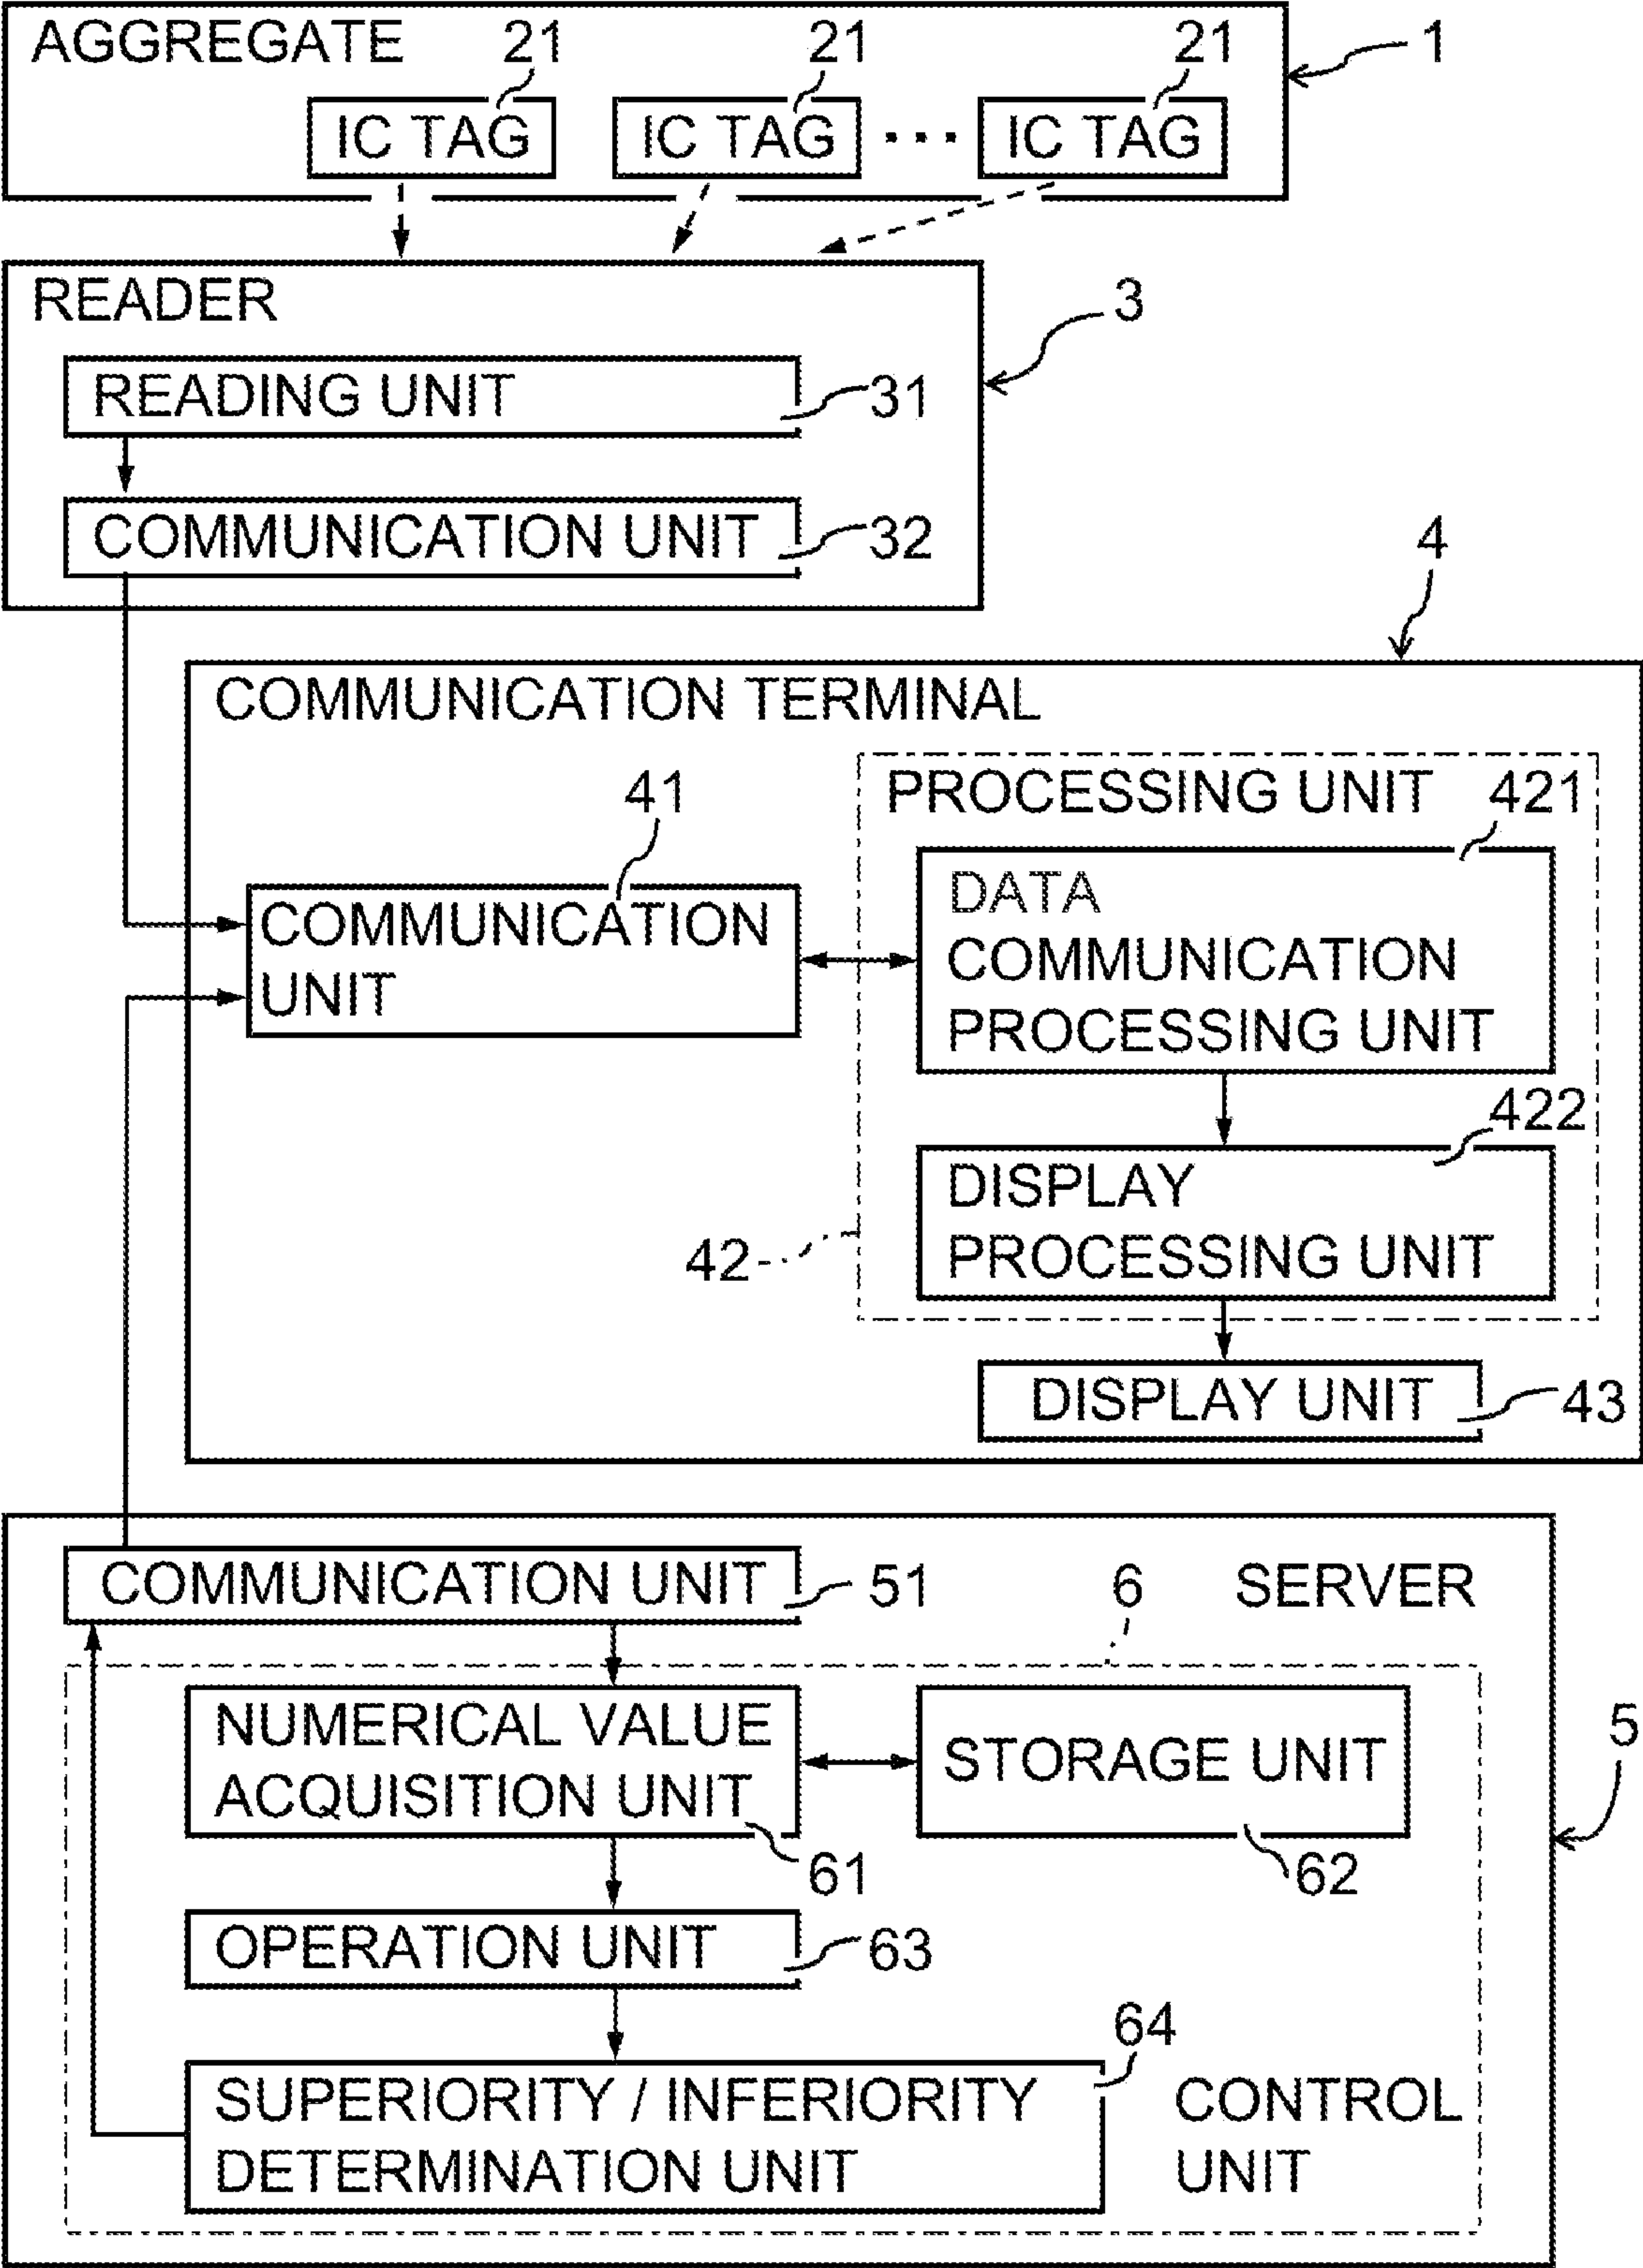 AGGREGATE 21 21 21 1
IC TAG IC TAG ... IC TAG
READER 3
READING UNIT 31
COMMUNICATION UNIT 32
4
COMMUNICATION TERMINAL
PROCESSING UNIT
41 421
DATA
COMMUNICATION
UNIT
COMMUNICATION
PROCESSING UNIT
422
DISPLAY
PROCESSING UNIT
42
DISPLAY UNIT 43
COMMUNICATION UNIT 51 6 SERVER
NUMERICAL VALUE
ACQUISITION UNIT
STORAGE UNIT
5
61 62
OPERATION UNIT 63
64
SUPERIORITY / INFERIORITY
DETERMINATION UNIT
CONTROL
UNIT